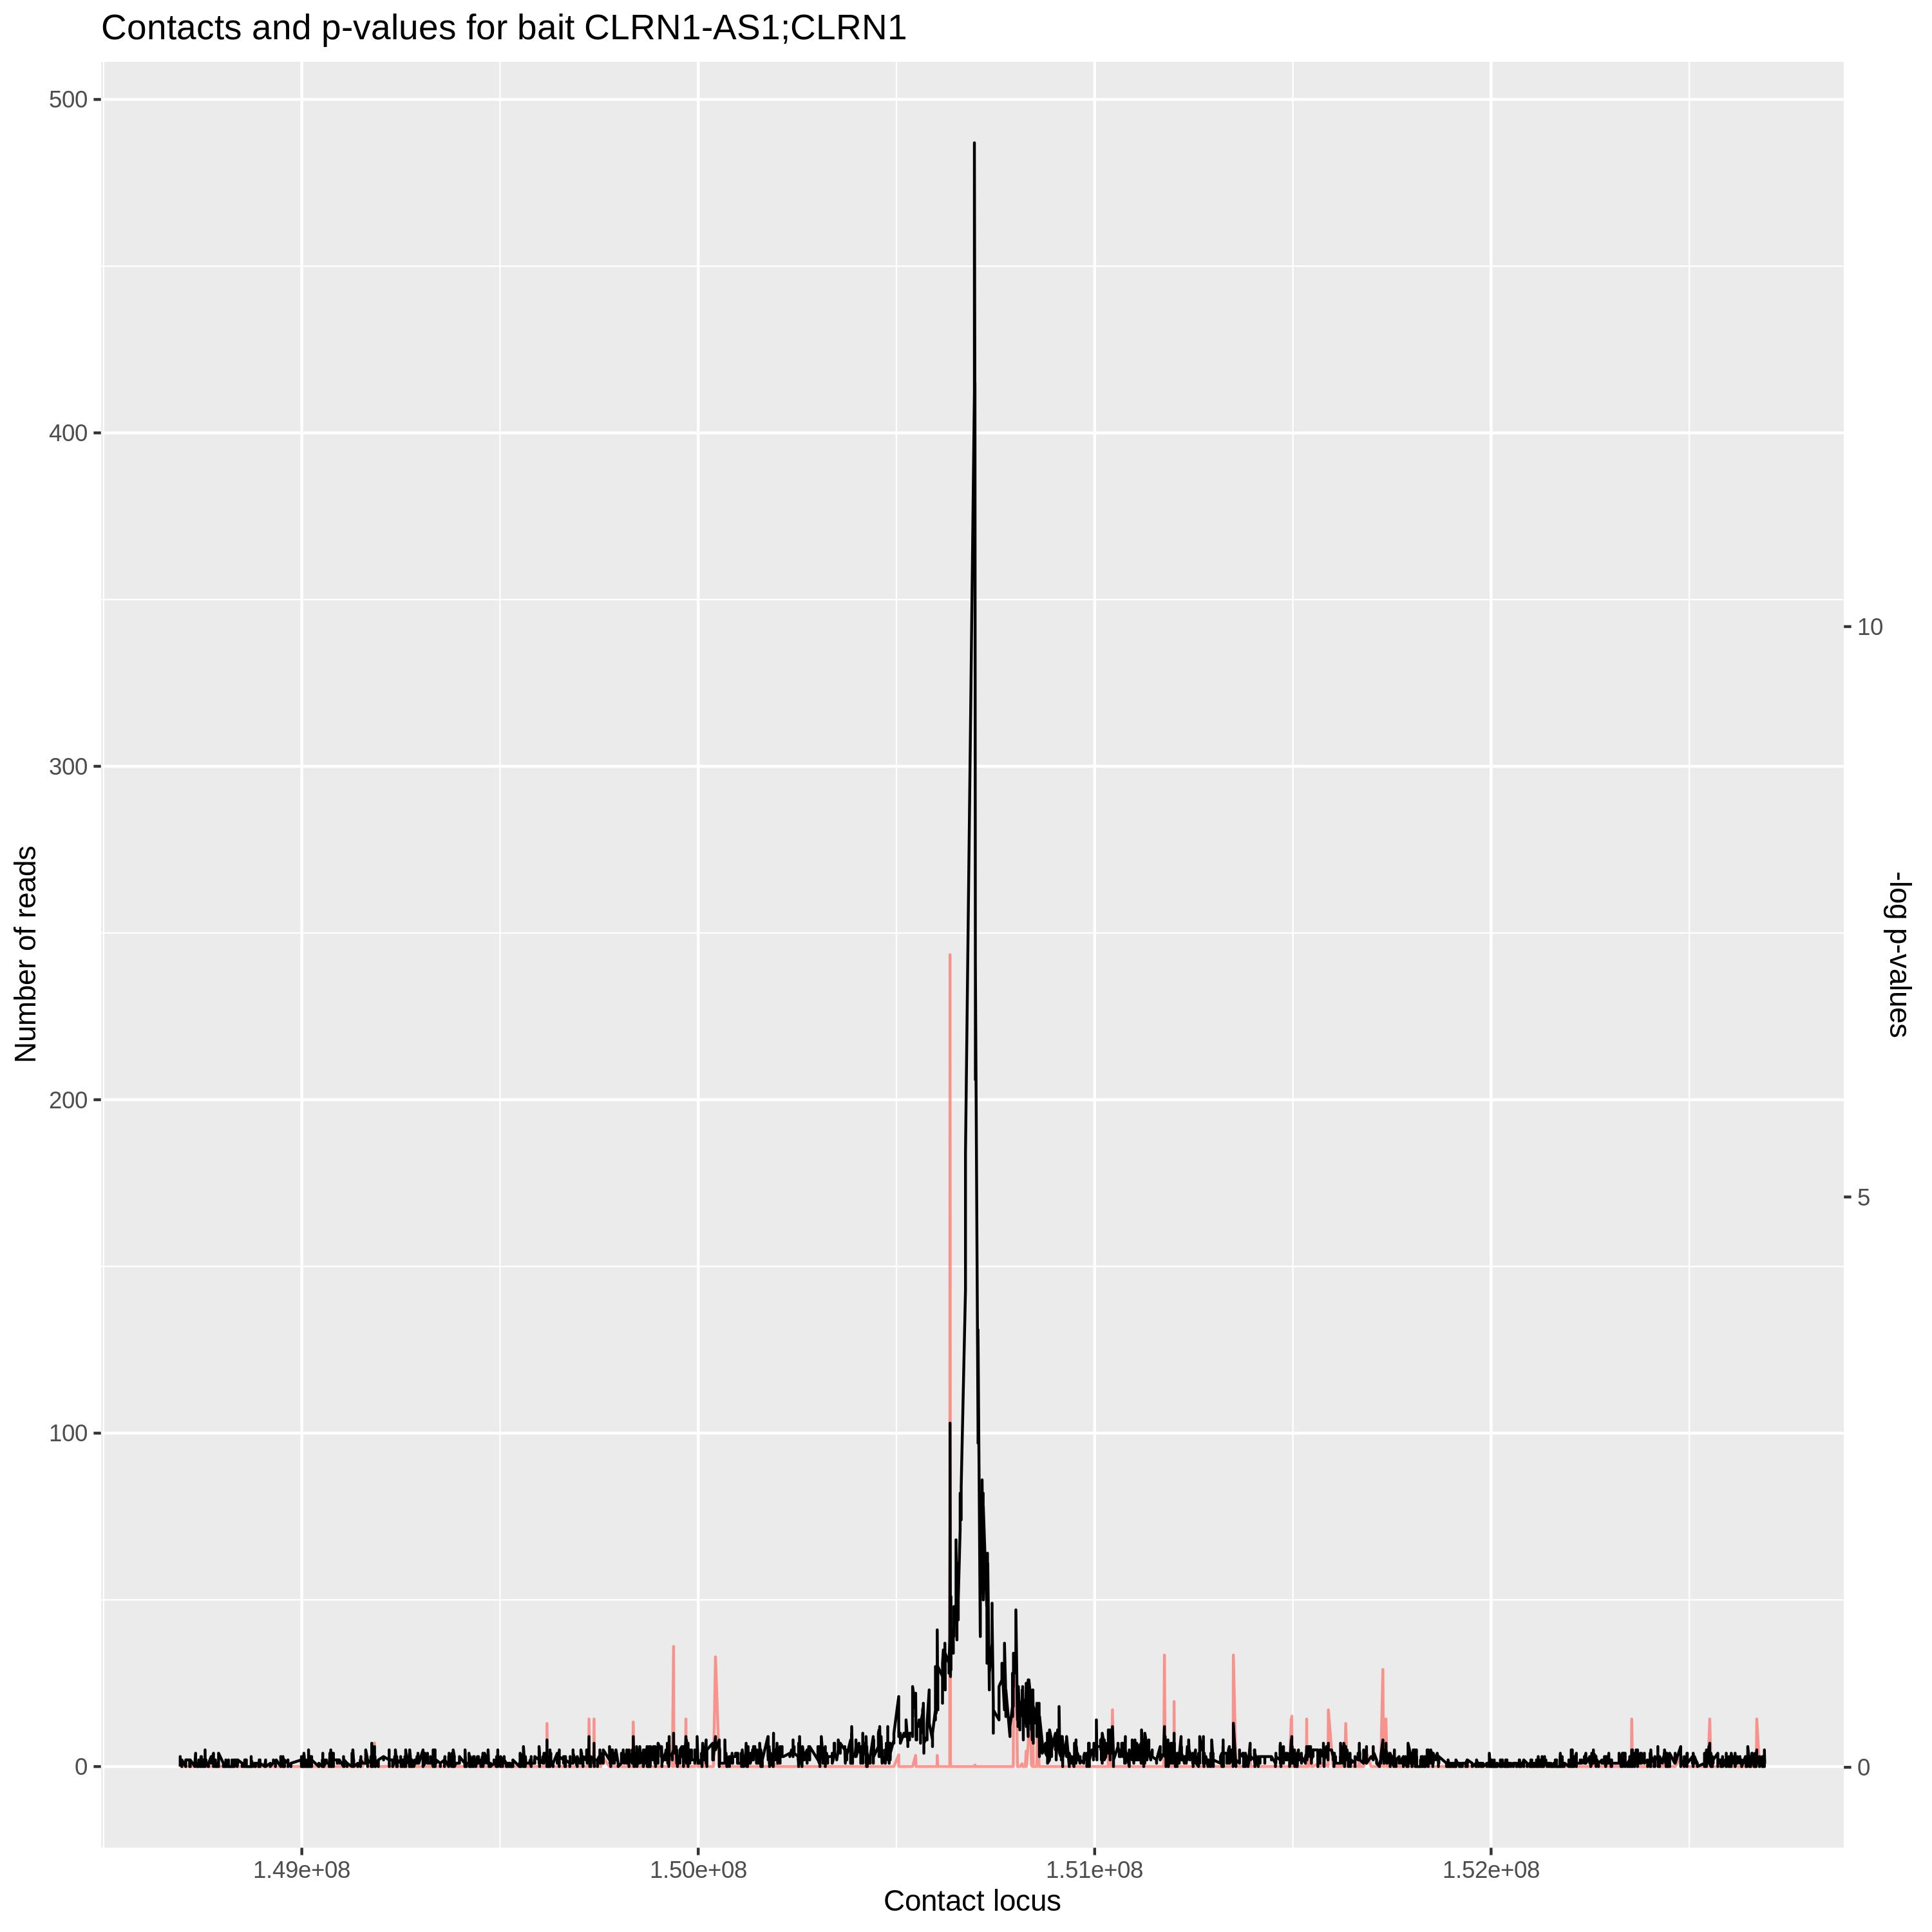 Contacts and p-values for bait CLRN1-AS1;CLRN1
500
400
300
200
100
0
Number of reads
10
5
0
-log p-values
1.49e+08 1.50e+08 1.51e+08 1.52e+08
Contact locus